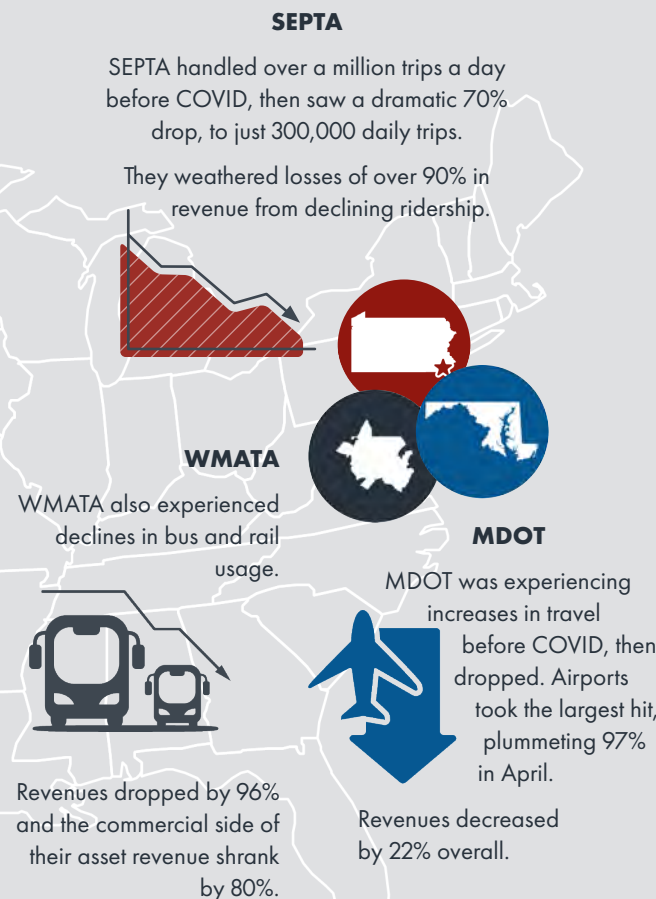 SEPTA
SEPTA handled over a million trips a day
before COVID, then saw a dramatic 70%
drop, to just 300,000 daily trips.
They weathered losses of over 90% in
revenue from declining ridership.
WMATA
WMATA also experienced
declines in bus and rail
usage.
Revenues dropped by 96%
and the commercial side of
their asset revenue shrank
by 80%.
MDOT
MDOT was experiencing
increases in travel
before COVID, then
dropped. Airports
took the largest hit,
plummeting 97%
in April.
Revenues decreased
by 22% overall.